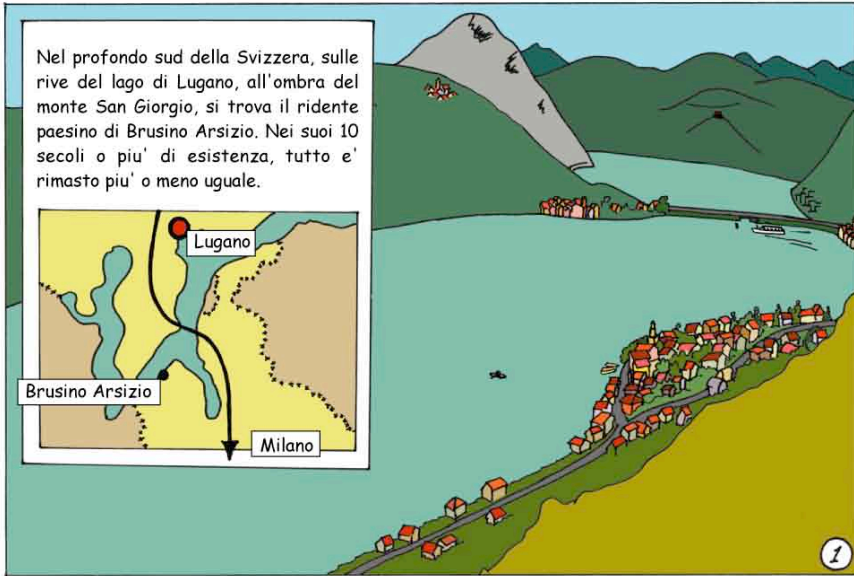 Nel profondo sud della Svizzera, sulle
rive del lago di Lugano, all'ombra del
monte San Giorgio, si trova il ridente
paesino di Brusino Arsizio. Nei suoi 10
secoli o piu' di esistenza, tutto e'
rimasto piu' o meno uguale.
Lugano
Brusino Arsizio
Milano
1